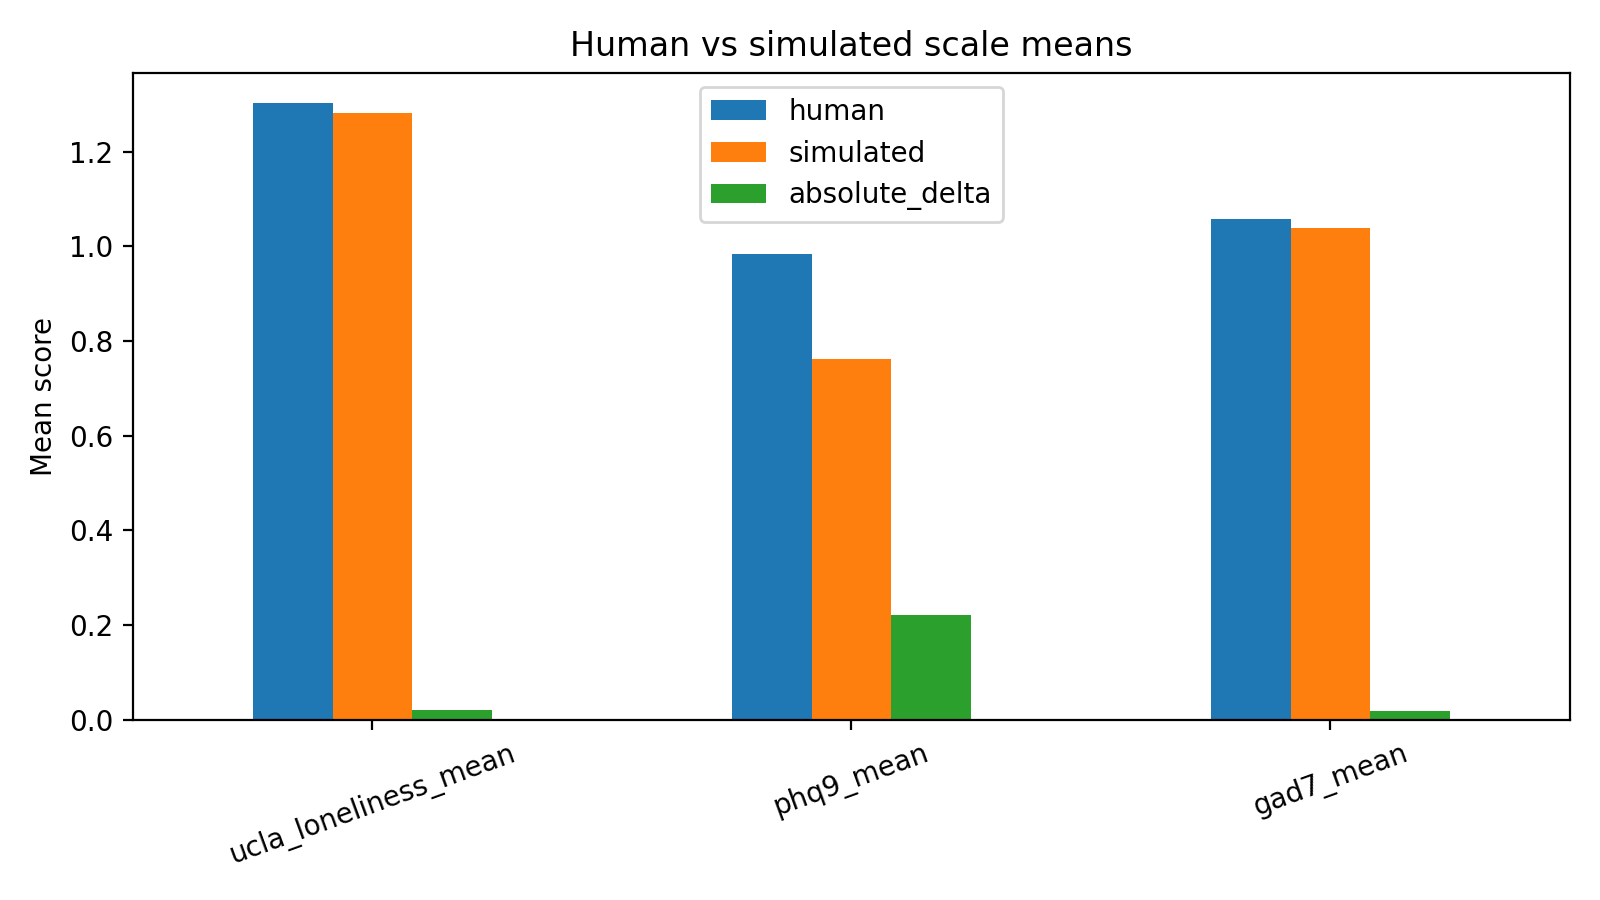 Human vs simulated scale means
human
simulated
absolute_delta
Mean score
1.2
1.0
0.8
0.6
0.4
0.2
0.0
ucla_loneliness_mean
phq9_mean
gad7_mean